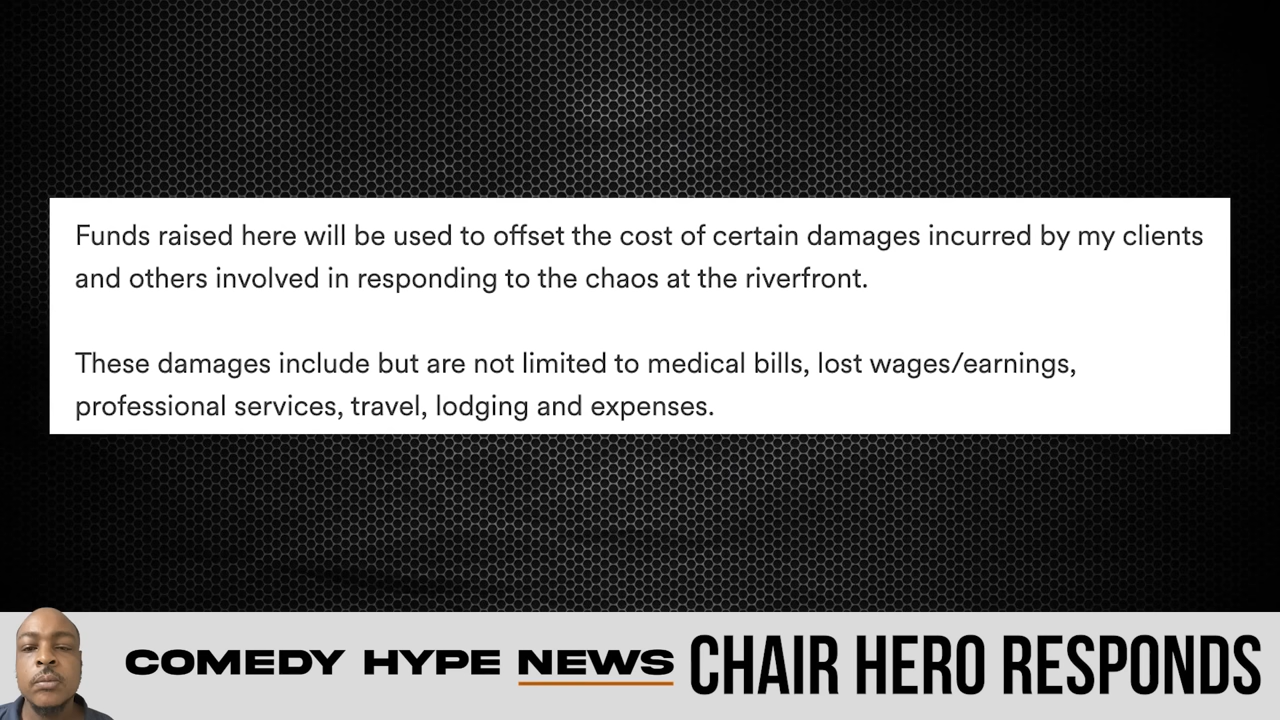 Funds raised here will be used to offset the cost of certain damages incurred by my clients
and others involved in responding to the chaos at the riverfront.
These damages include but are not limited to medical bills, lost wages/earnings,
professional services, travel, lodging and expenses.
COMEDY HYPE NEWS CHAIR HERO RESPONDS